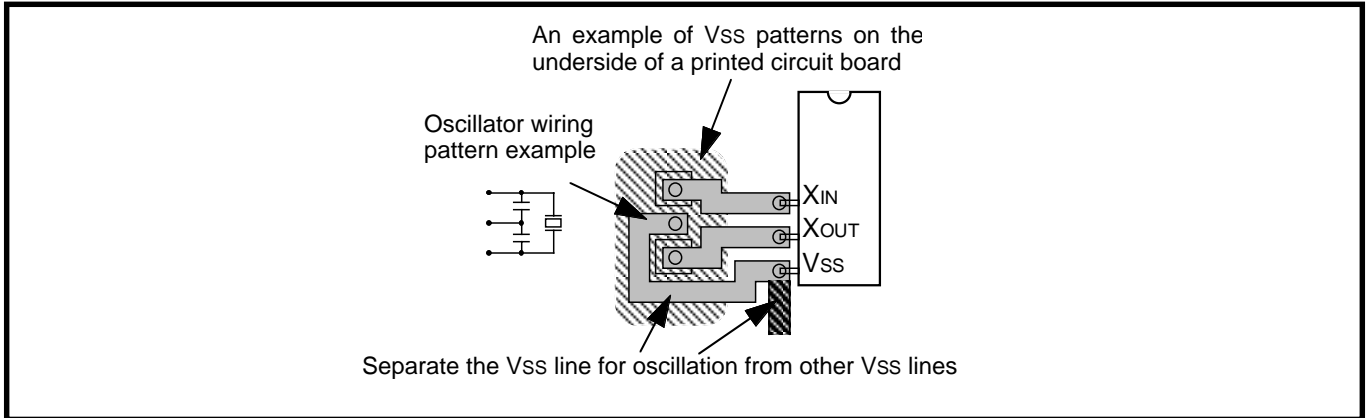 An example of VSS patterns on the
underside of a printed circuit board
Oscillator wiring
pattern example
XIN
XOUT
VSS
Separate the VSS line for oscillation from other VSS lines